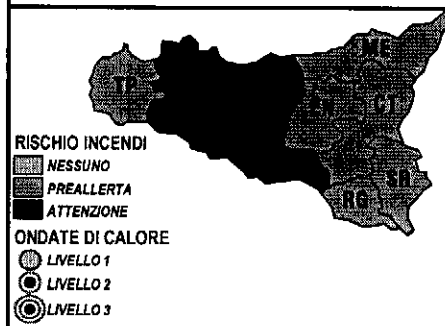 ME
TP
EN
CT
SR
RG
RISCHIO INCENDI
NESSUNO
PREALLERTA
ATTENZIONE
ONDATE DI CALORE
LIVELLO 1
LIVELLO 2
LIVELLO 3